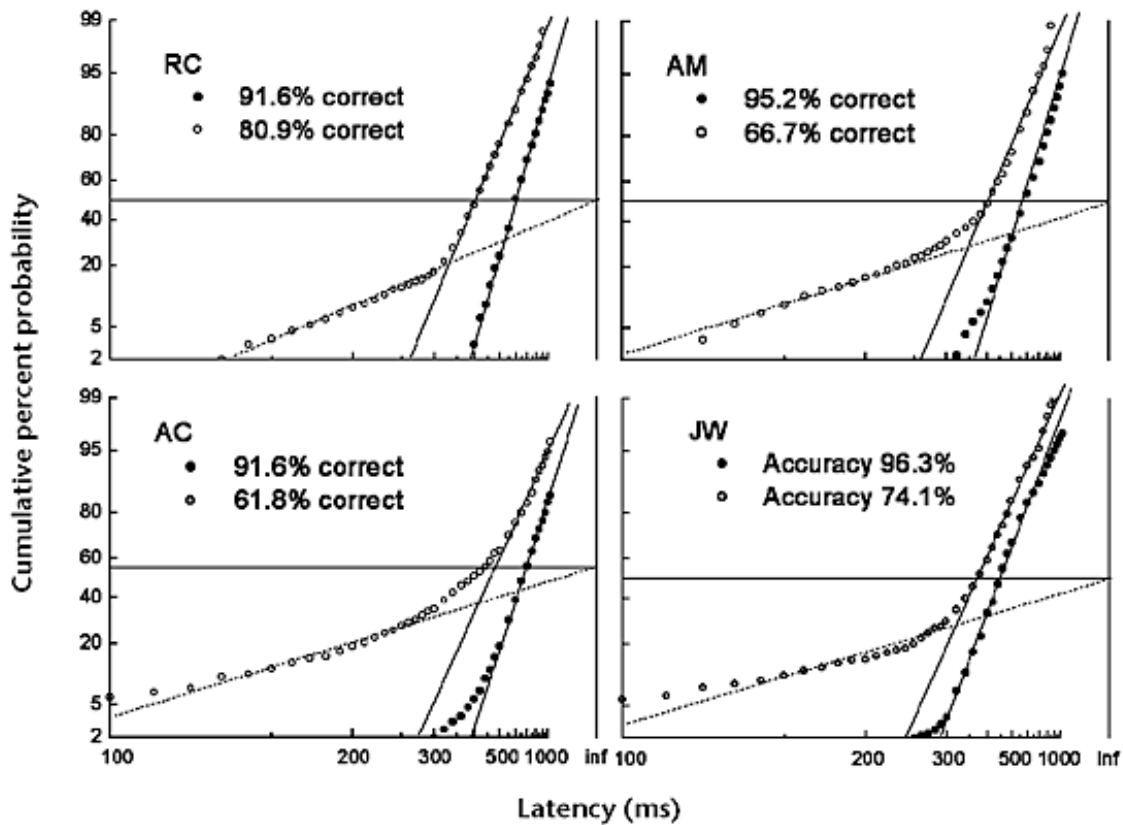 Cumulative percent probability
99
95
80
60
40
20
5
2
RC
91.6% correct
80.9% correct
AM
95.2% correct
66.7% correct
99
95
80
60
40
20
5
2
AC
91.6% correct
61.8% correct
JW
Accuracy 96.3%
Accuracy 74.1%
100 200 300 500 1000 inf
100 200 300 500 1000 Inf
Latency (ms)